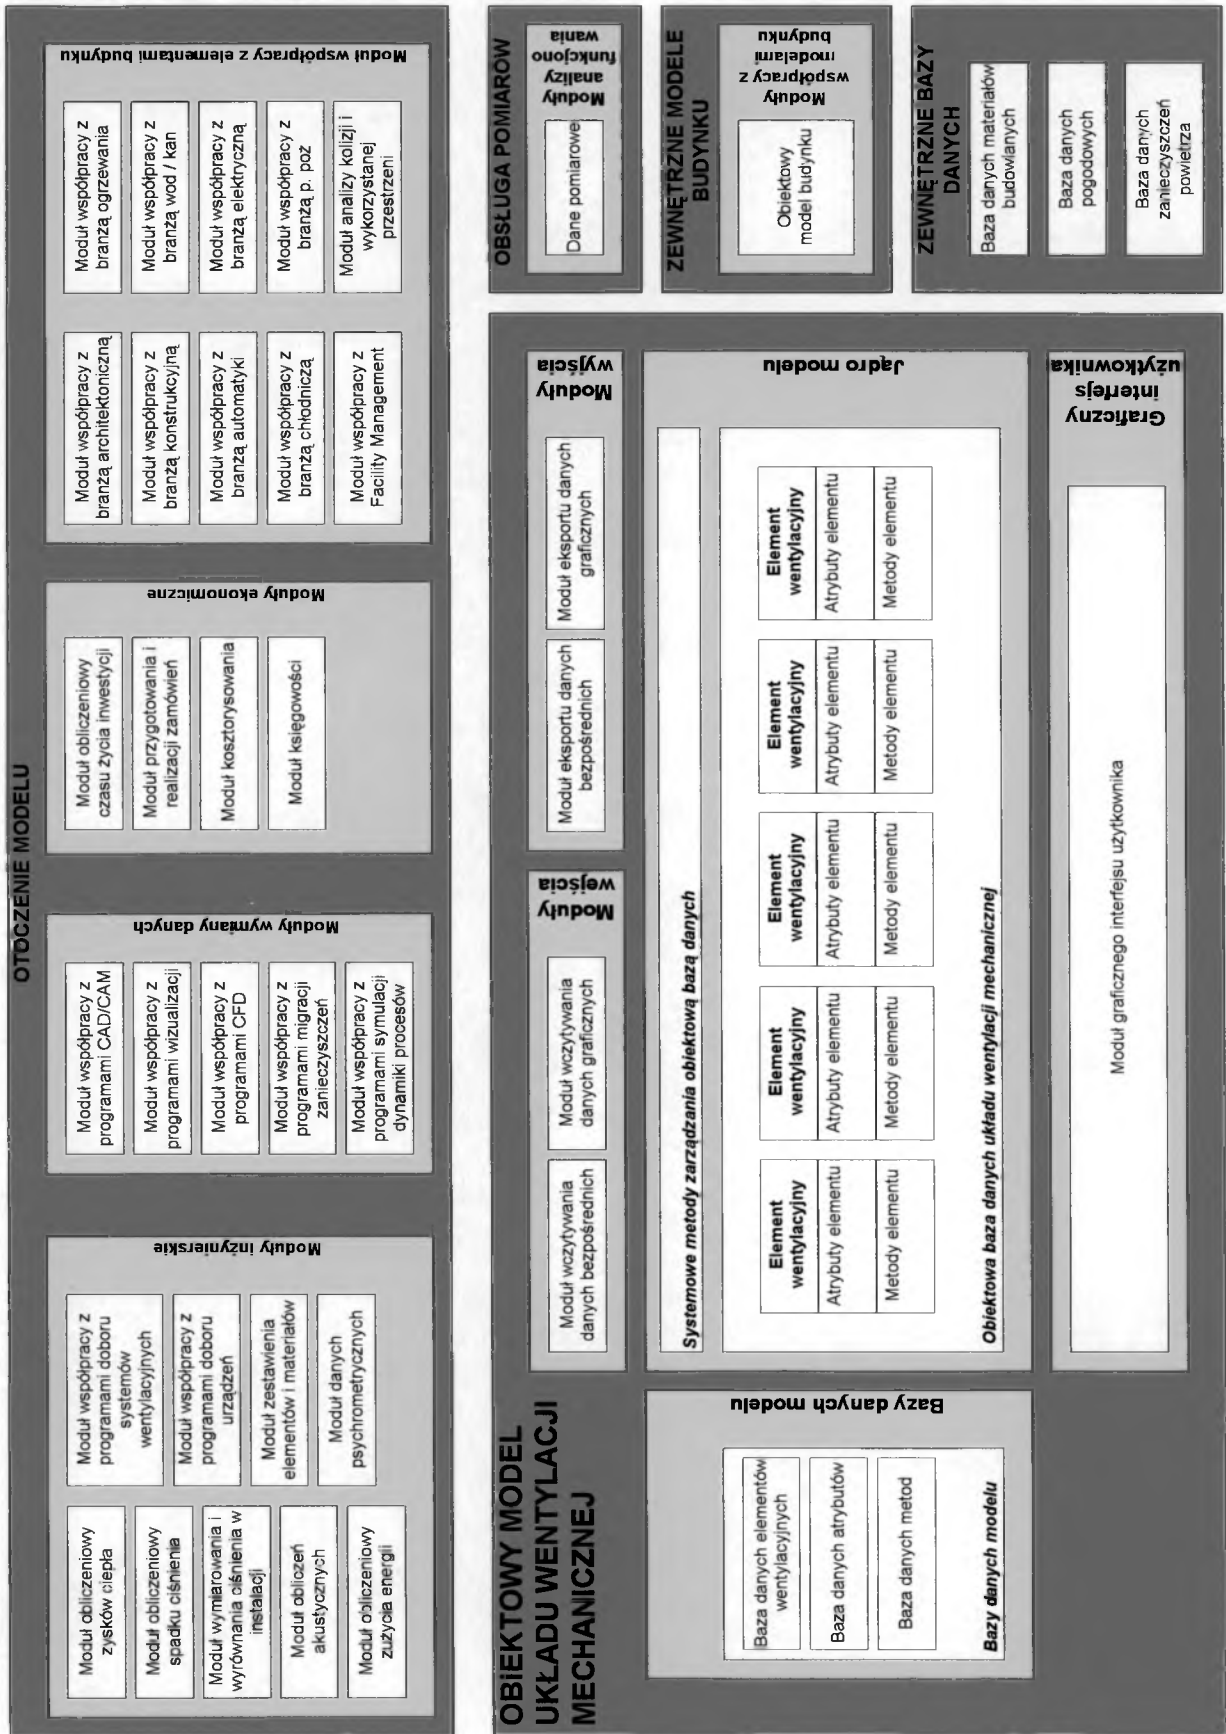 OTOCZENIE MODELU
Moduł obliczeniowy
zysków ciepła
Moduł obliczeniowy
spadku ciśnienia
Moduł wymiarowania i
wyrównania ciśnienia w
instalacji
Moduł obliczeń
akustycznych
Moduł obliczeniowy
zużycia energii
Moduł współpracy z
programami doboru
systemów
wentylacyjnych
Moduł współpracy z
programami doboru
urządzeń
Moduł zestawienia
elementów i materiałów
Moduł danych
psychrometrycznych
Moduły inżynierskie
Moduł współpracy z
programami CAD/CAM
Moduł współpracy z
programami wizualizacji
Moduł współpracy z
programami CFD
Moduł współpracy z
programami migracji
zanieczyszczeń
Moduł współpracy z
programami symulacji
dynamiki procesów
Moduły wymiany danych
Moduł obliczeniowy
czasu życia inwestycji
Moduł przygotowania i
realizacji zamówień
Moduł kosztorysowania
Moduł księgowości
Moduły ekonomiczne
Moduł współpracy z
branżą architektoniczną
Moduł współpracy z
branżą konstrukcyjną
Moduł współpracy z
branżą automatyki
Moduł współpracy z
branżą chłodniczą
Moduł współpracy z
Facility Management
Moduł współpracy z
branżą ogrzewania
Moduł współpracy z
branżą wod / kan
Moduł współpracy z
branżą elektryczną
Moduł współpracy z
branżą p. poż
Moduł analizy kolizji i
wykorzystanej
przestrzeni
Moduł współpracy z elementami budynku
OBIEKTOWY MODEL
UKŁADU WENTYLACJI
MECHANICZNEJ
Baza danych elementów
wentylacyjnych
Baza danych atrybutów
Baza danych metod
Bazy danych modelu
Bazy danych modelu
Moduł wczytywania
danych bezpośrednich
Moduł wczytywania
danych graficznych
Moduły
wejścia
Moduł eksportu danych
bezpośrednich
Moduł eksportu danych
graficznych
Moduły
wyjścia
Systemowe metody zarządzania obiektową bazą danych
Element
wentylacyjny
Atrybuty elementu
Metody elementu
Element
wentylacyjny
Atrybuty elementu
Metody elementu
Element
wentylacyjny
Atrybuty elementu
Metody elementu
Element
wentylacyjny
Atrybuty elementu
Metody elementu
Element
wentylacyjny
Atrybuty elementu
Metody elementu
Obiektowa baza danych układu wentylacji mechanicznej
Jądro modelu
Moduł graficznego interfejsu użytkownika
Graficzny
interfejs
użytkownika
OBSŁUGA POMIARÓW
Dane pomiarowe
Moduły
analizy
funkcjono
wania
ZEWNĘTRZNE MODELE
BUDYNKU
Obiektowy
model budynku
Moduły
współpracy z
modelami
budynku
ZEWNĘTRZNE BAZY
DANYCH
Baza danych materiałów
budowlanych
Baza danych
pogodowych
Baza danych
zanieczyszczeń
powietrza